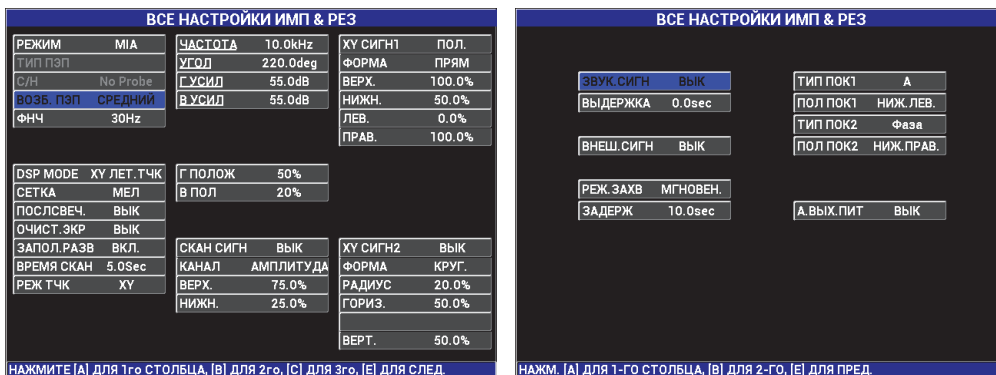 ВСЕ НАСТРОЙКИ ИМП & РЕЗ
РЕЖИМ MIA
ТИП ПЭП
С/Н No Probe
ВОЗБ. ПЭП СРЕДНИЙ
ФНЧ 30Hz
ЧАСТОТА 10.0kHz
УГОЛ 220.0deg
Г УСИЛ 55.0dB
В УСИЛ 55.0dB
XY СИГН1 ПОЛ.
ФОРМА ПРЯМ
ВЕРХ. 100.0%
НИЖН. 50.0%
ЛЕВ. 0.0%
ПРАВ. 100.0%
DSP MODE XY ЛЕТ.ТЧК
СЕТКА МЕЛ
ПОСЛСВЕЧ. ВЫК
ОЧИСТ.ЭКР ВЫК
ЗАПОЛ.РАЗВ ВКЛ.
ВРЕМЯ СКАН 5.0Sec
РЕЖ ТЧК XY
Г ПОЛОЖ 50%
В ПОЛ 20%
СКАН СИГН ВЫК
КАНАЛ АМПЛИТУДА
ВЕРХ. 75.0%
НИЖН. 25.0%
XY СИГН2 ВЫК
ФОРМА КРУГ.
РАДИУС 20.0%
ГОРИЗ. 50.0%
ВЕРТ. 50.0%
НАЖМИТЕ [A] ДЛЯ 1го СТОЛБЦА, [B] ДЛЯ 2го, [C] ДЛЯ 3го, [E] ДЛЯ СЛЕД.
ВСЕ НАСТРОЙКИ ИМП & РЕЗ
ЗВУК.СИГН ВЫК
ВЫДЕРЖКА 0.0sec
ВНЕШ.СИГН ВЫК
РЕЖ.ЗАХВ МГНОВЕН.
ЗАДЕРЖ 10.0sec
ТИП ПОК1 А
ПОЛ ПОК1 НИЖ.ЛЕВ.
ТИП ПОК2 Фаза
ПОЛ ПОК2 НИЖ.ПРАВ.
А.ВЫХ.ПИТ ВЫК
НАЖМ. [A] ДЛЯ 1-ГО СТОЛБЦА, [B] ДЛЯ 2-ГО, [E] ДЛЯ ПРЕД.